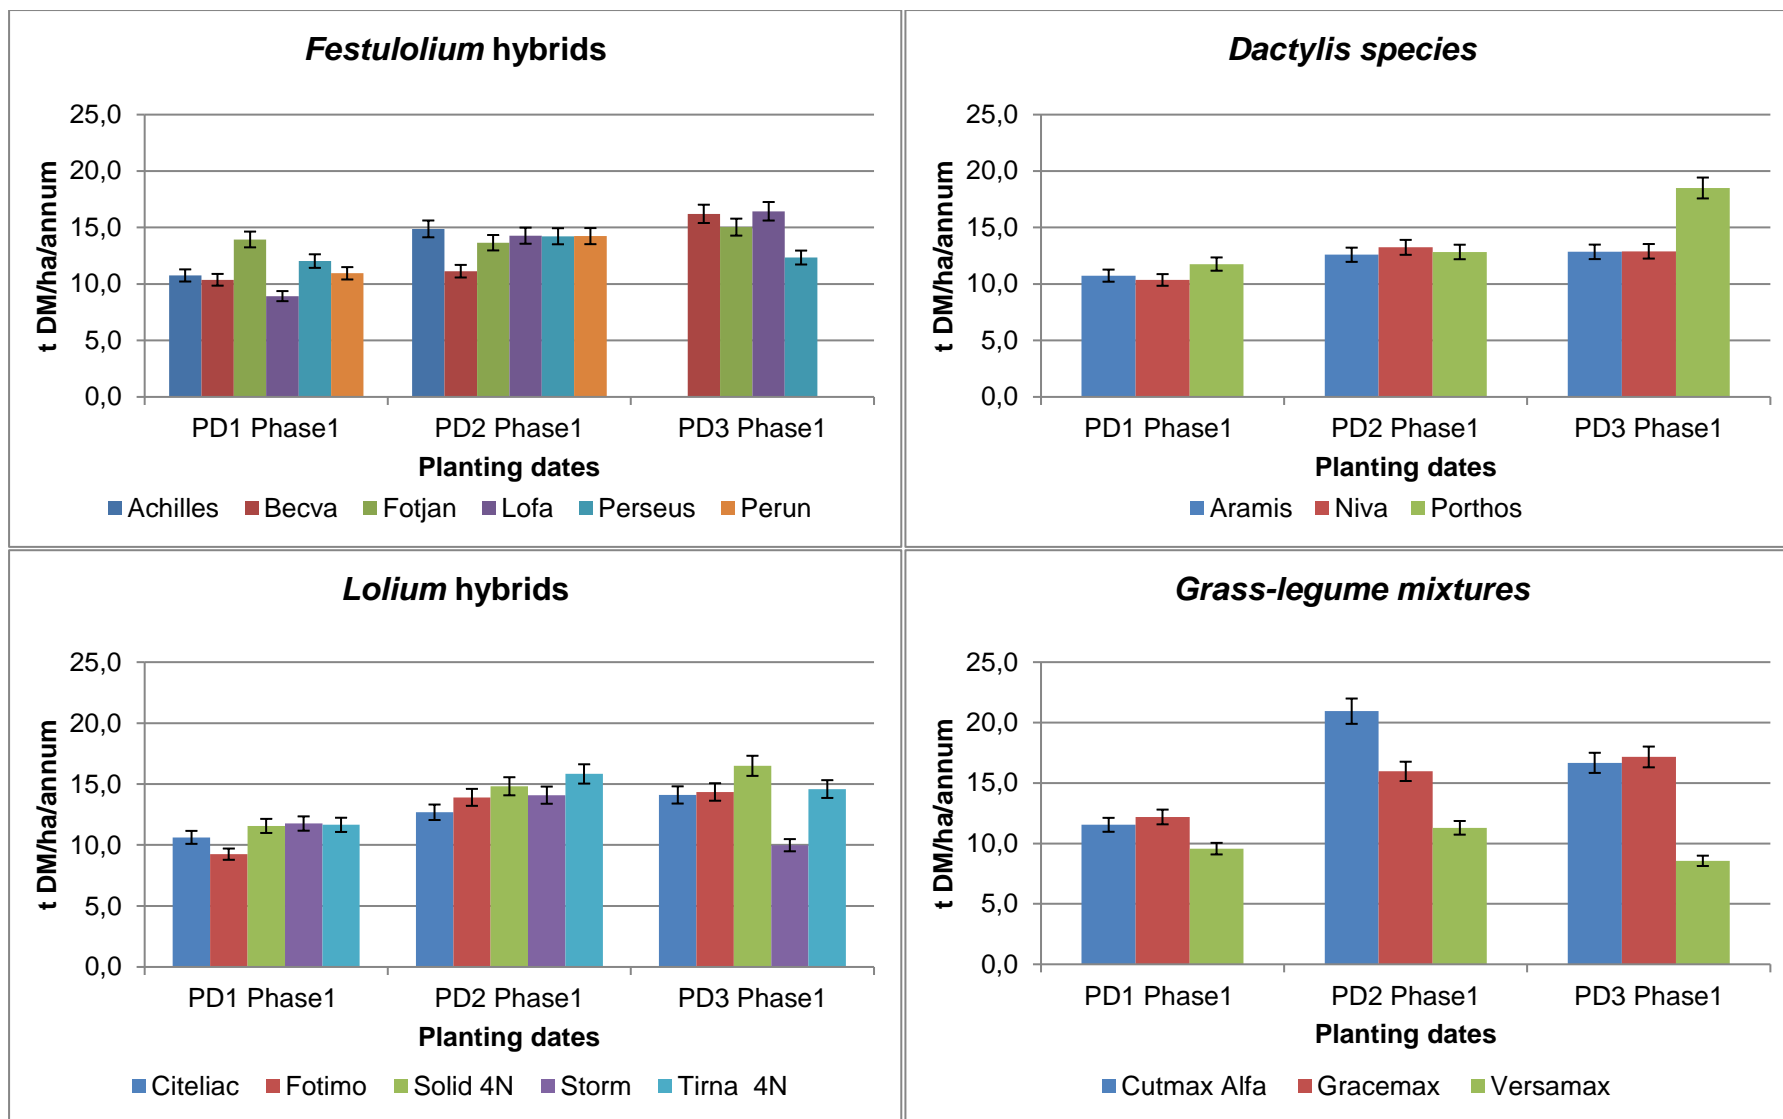 Festulolium hybrids
t DM/ha/annum
25,0
20,0
15,0
10,0
5,0
0,0
PD1 Phase1 PD2 Phase1 PD3 Phase1
Planting dates
Achilles Becva Fotjan Lofa Perseus Perun
Dactylis species
t DM/ha/annum
25,0
20,0
15,0
10,0
5,0
0,0
PD1 Phase1 PD2 Phase1 PD3 Phase1
Planting dates
Aramis Niva Porthos
Lolium hybrids
t DM/ha/annum
25,0
20,0
15,0
10,0
5,0
0,0
PD1 Phase1 PD2 Phase1 PD3 Phase1
Planting dates
Citeliac Fotimo Solid 4N Storm Tirna 4N
Grass-legume mixtures
t DM/ha/annum
25,0
20,0
15,0
10,0
5,0
0,0
PD1 Phase1 PD2 Phase1 PD3 Phase1
Planting dates
Cutmax Alfa Gracemax Versamax